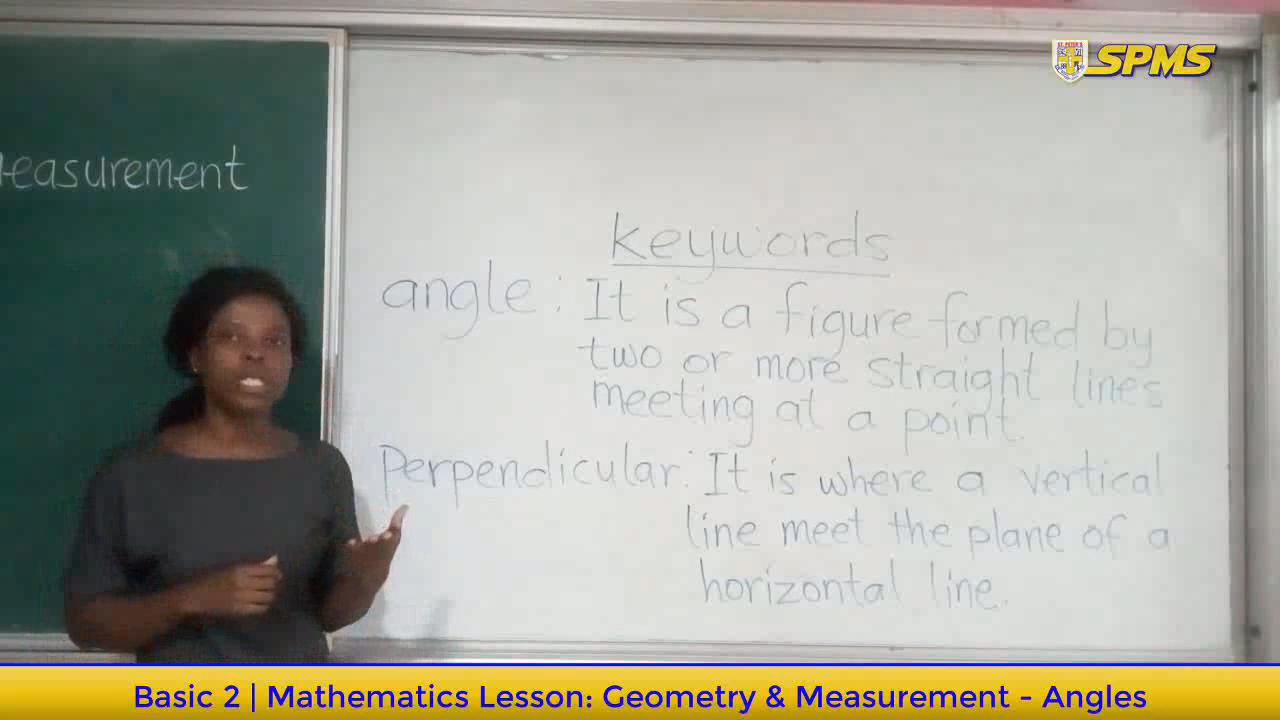 SPMS
measurement
keywords
angle: It is a figure formed by
two or more straight lines
meeting at a point.
Perpendicular: It is where a vertical
line meet the plane of a
horizontal line.
Basic 2 | Mathematics Lesson: Geometry & Measurement - Angles